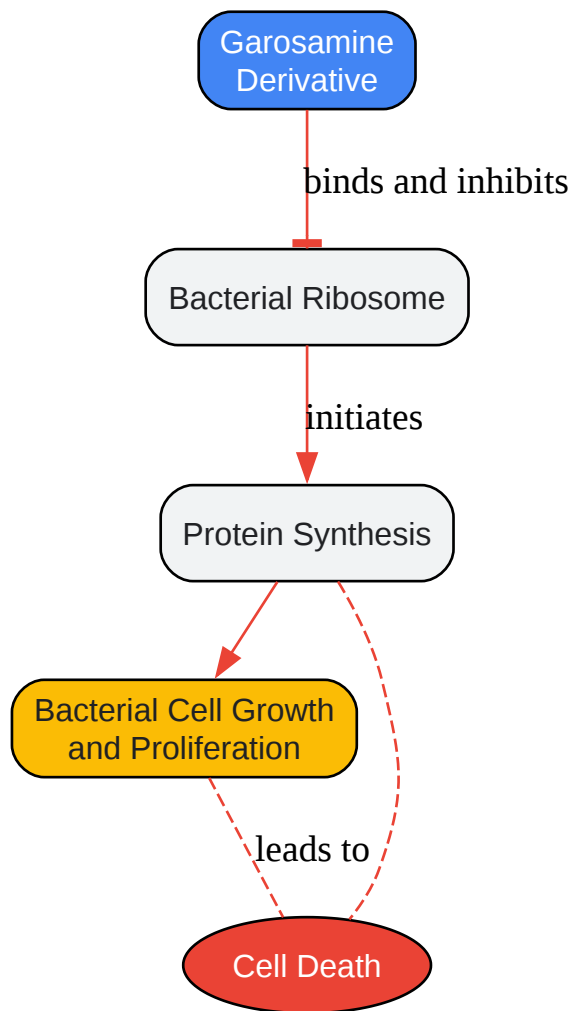 Garosamine
Derivative
binds and inhibits
Bacterial Ribosome
initiates
Protein Synthesis
Bacterial Cell Growth
and Proliferation
leads to
Cell Death